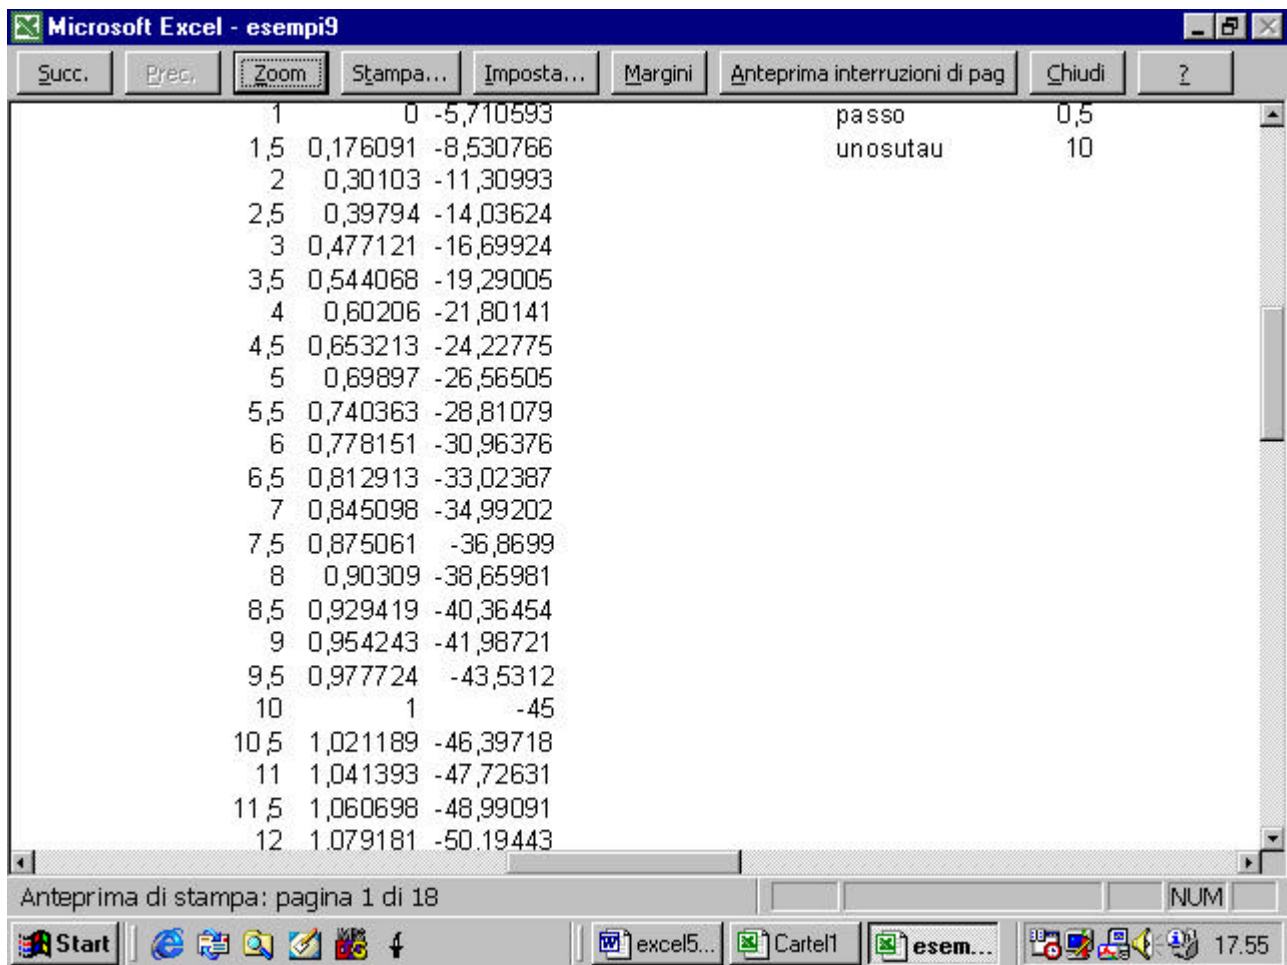 Microsoft Excel - esempi9
Succ. Prec. Zoom Stampa... Imposta... Margini Anteprima interruzioni di pag Chiudi ?
1 0 -5,710593 passo 0,5
1,5 0,176091 -8,530766 unosutau 10
2 0,30103 -11,30993
2,5 0,39794 -14,03624
3 0,477121 -16,69924
3,5 0,544068 -19,29005
4 0,60206 -21,80141
4,5 0,653213 -24,22775
5 0,69897 -26,56505
5,5 0,740363 -28,81079
6 0,778151 -30,96376
6,5 0,812913 -33,02387
7 0,845098 -34,99202
7,5 0,875061 -36,8699
8 0,90309 -38,65981
8,5 0,929419 -40,36454
9 0,954243 -41,98721
9,5 0,977724 -43,5312
10 1 -45
10,5 1,021189 -46,39718
11 1,041393 -47,72631
11,5 1,060698 -48,99091
12 1,079181 -50,19443
Anteprima di stampa: pagina 1 di 18 NUM
Start excel5... Cartel1 esem... 17.55